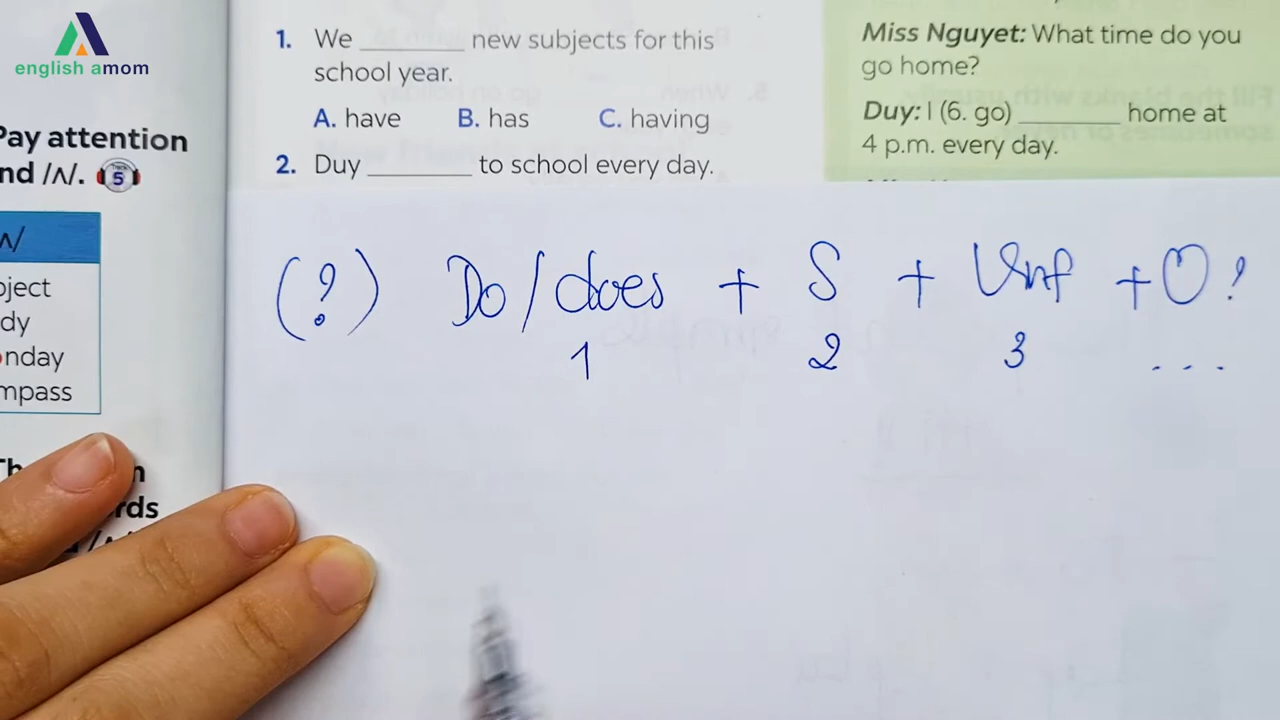 english amom
Pay attention
nd /ʌ/. 5
ʌ/
bject
dy
onday
mpass
rds
1. We ________ new subjects for this
school year.
A. have B. has C. having
2. Duy ________ to school every day.
Miss Nguyet: What time do you
go home?
Duy: I (6. go) ________ home at
4 p.m. every day.
(?) Do/does + S + Vinf + O?
1 2 3 ...